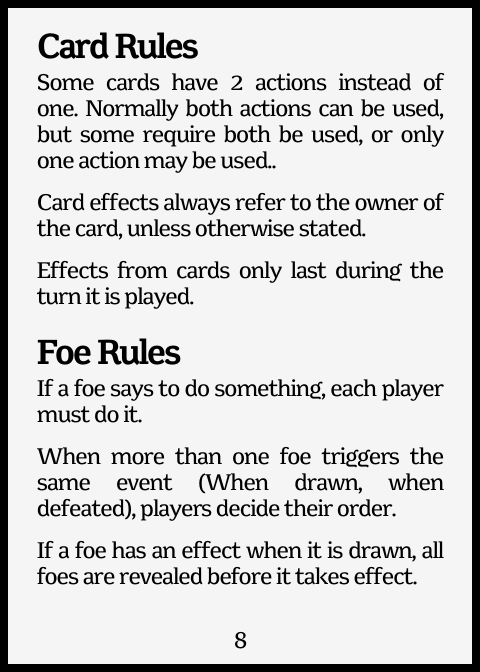 Card Rules
Some cards have 2 actions instead of
one. Normally both actions can be used,
but some require both be used, or only
one action may be used..
Card effects always refer to the owner of
the card, unless otherwise stated.
Effects from cards only last during the
turn it is played.
Foe Rules
If a foe says to do something, each player
must do it.
When more than one foe triggers the
same event (When drawn, when
defeated), players decide their order.
If a foe has an effect when it is drawn, all
foes are revealed before it takes effect.
8